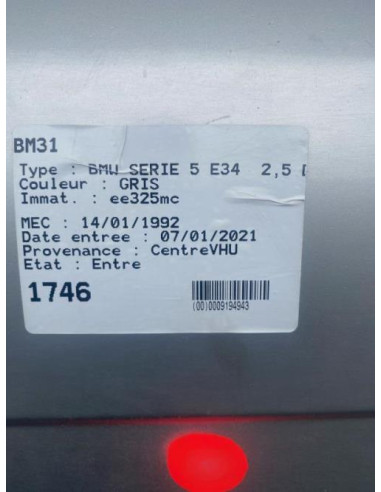 BM31
Type : BMW SERIE 5 E34 2,5
Couleur : GRIS
Immat. : ee325mc
MEC : 14/01/1992
Date entree : 07/01/2021
Provenance : CentreVHU
Etat : Entre
1746
(00)0009194943